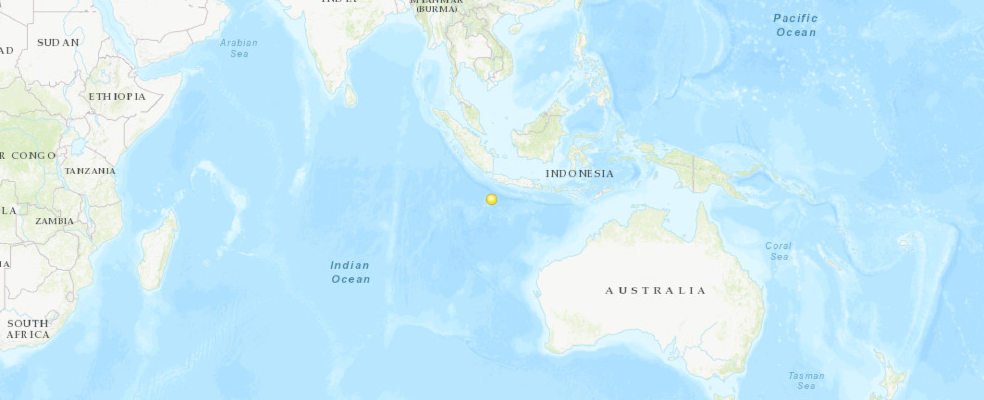 MYANMAR
(BURMA)
Pacific
Ocean
SUDAN
Arabian
Sea
AD
ETHIOPIA
R CONGO
TANZANIA
INDONESIA
LA
ZAMBIA
Coral
Sea
Indian
Ocean
IA
AUSTRALIA
SOUTH
AFRICA
Tasman
Sea